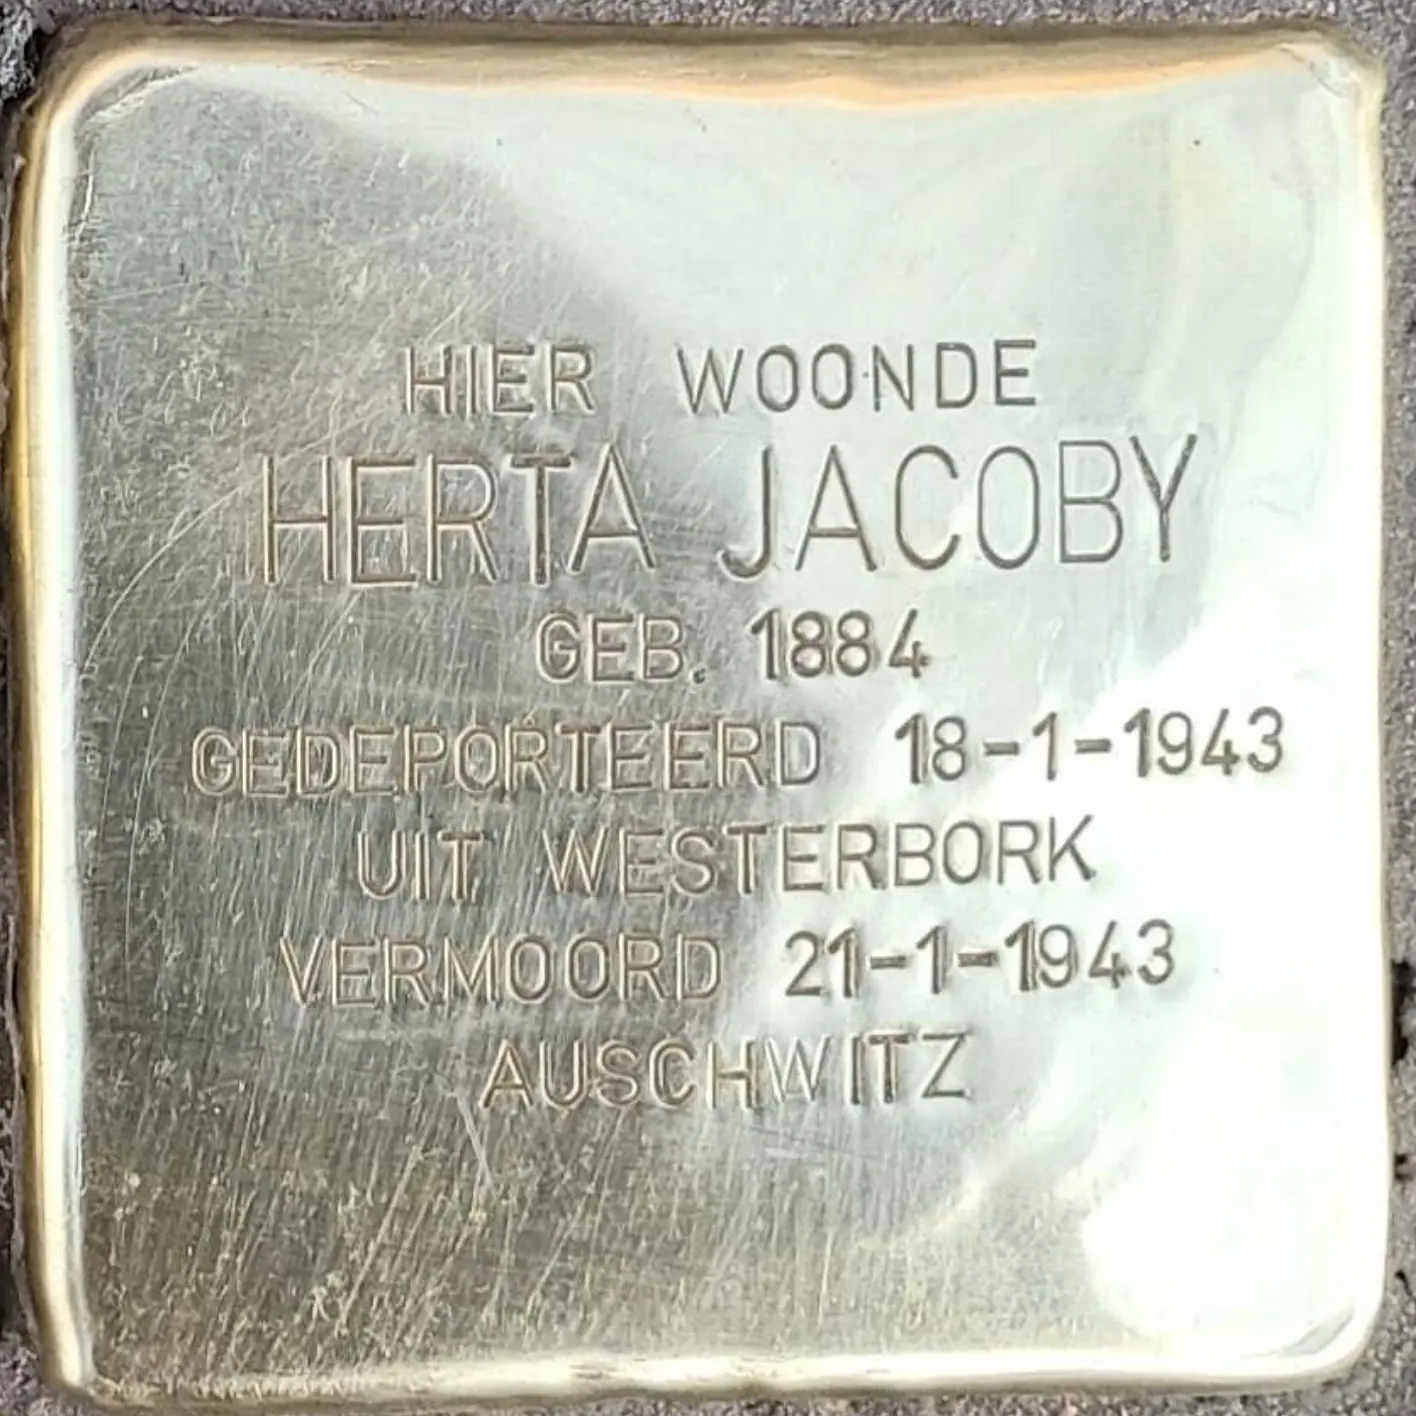 HIER WOONDE
HERTA JACOBY
GEB. 1884
GEDEPORTEERD 18-1-1943
UIT WESTERBORK
VERMOORD 21-1-1943
AUSCHWITZ